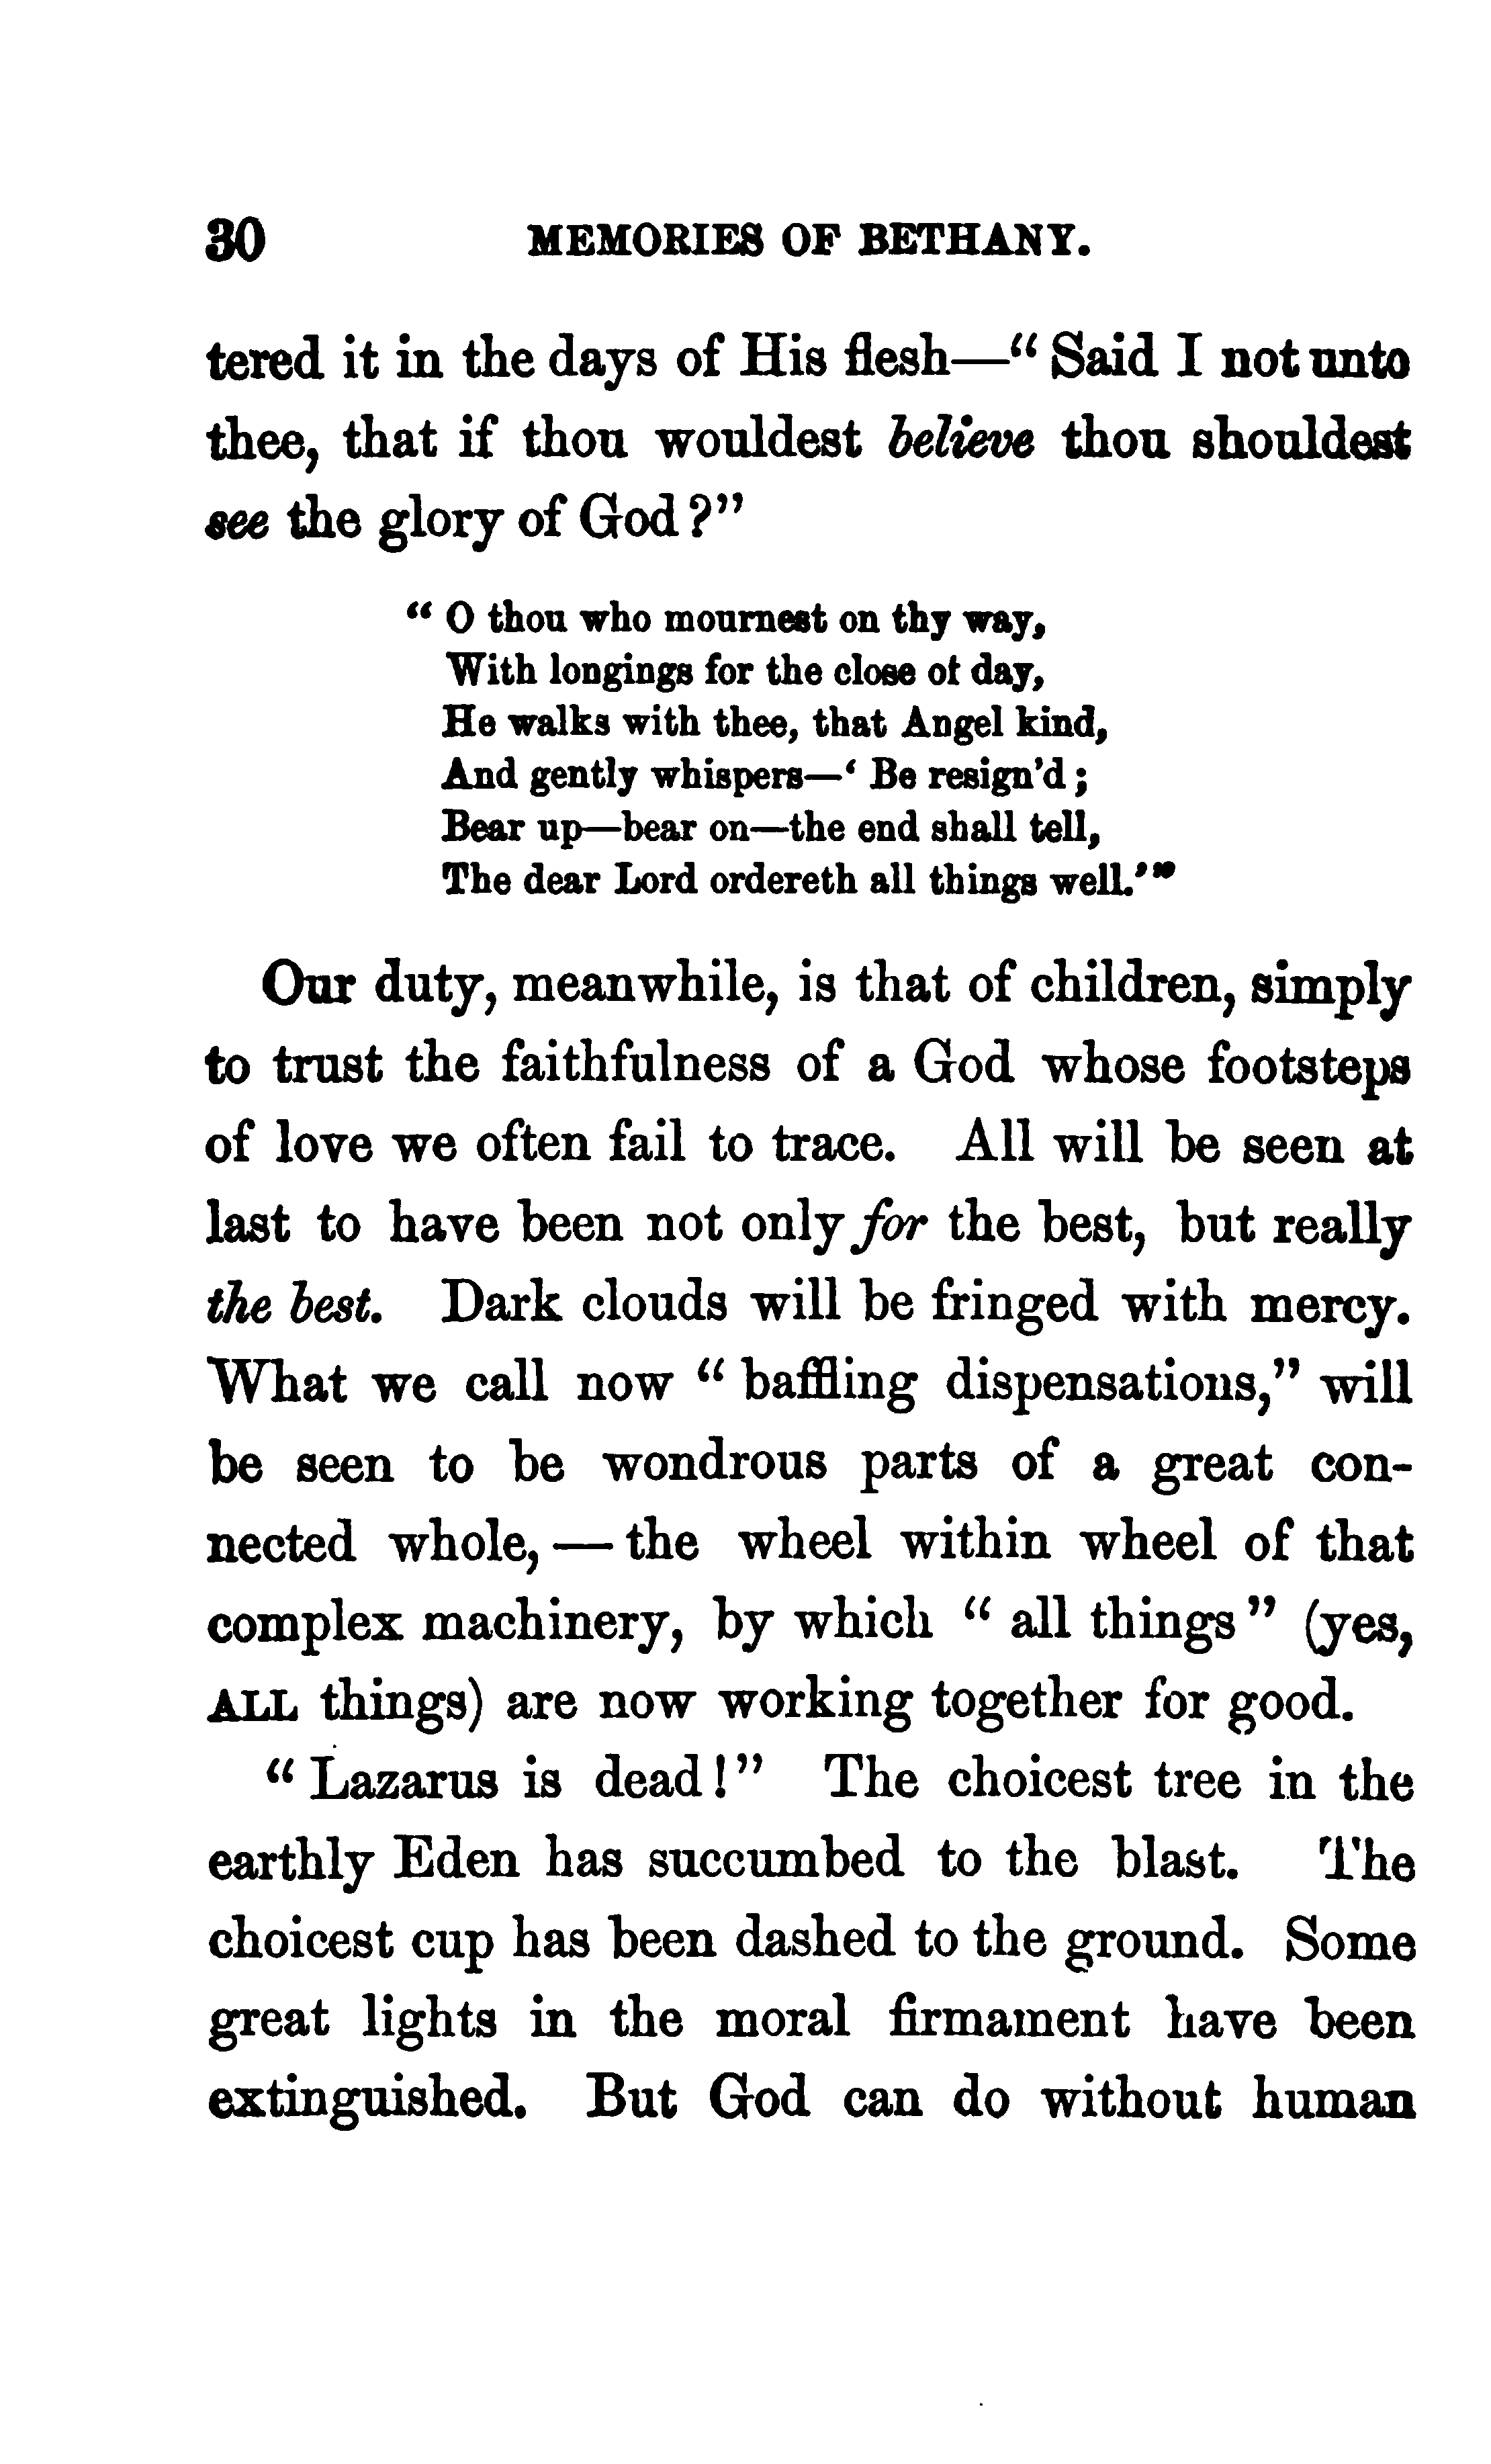 30 MEMORIES OF BETHANY.
tered it in the days of His flesh—“ Said I not unto
thee, that if thou wouldest believe thou shouldest
see the glory of God ?”
“ O thou who mournest on thy way,
With longings for the close of day,
He walks with thee, that Angel kind,
And gently whispers—‘ Be resign’d ;
Bear up—bear on—the end shall tell,
The dear Lord ordereth all things well.’”
Our duty, meanwhile, is that of children, simply
to trust the faithfulness of a God whose footsteps
of love we often fail to trace. All will be seen at
last to have been not only for the best, but really
the best. Dark clouds will be fringed with mercy.
What we call now “ baffling dispensations,” will
be seen to be wondrous parts of a great con-
nected whole, — the wheel within wheel of that
complex machinery, by which “ all things ” (yes,
ALL things) are now working together for good.
“ Lazarus is dead ! ” The choicest tree in the
earthly Eden has succumbed to the blast. The
choicest cup has been dashed to the ground. Some
great lights in the moral firmament have been
extinguished. But God can do without human